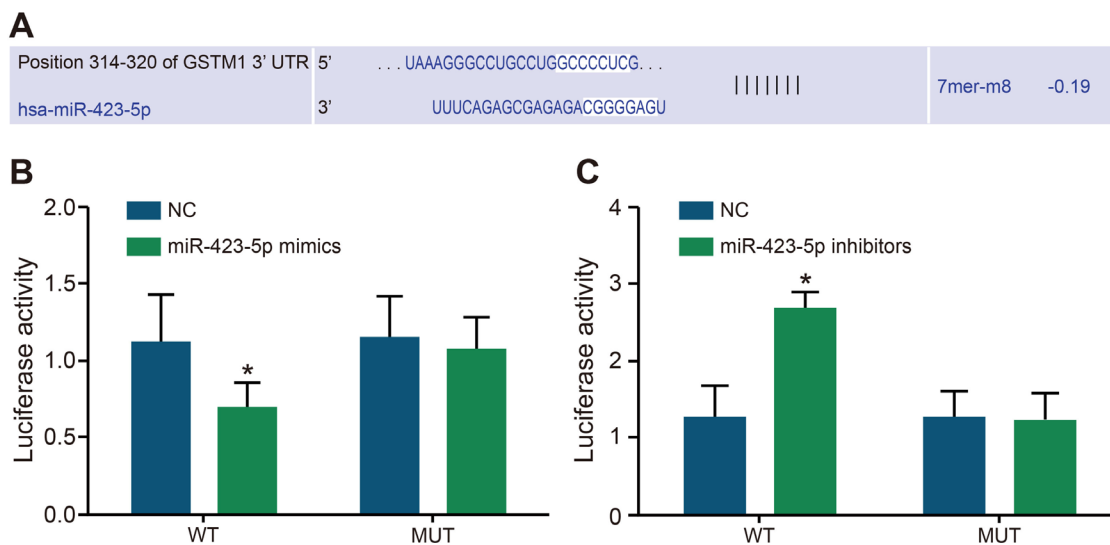 A
Position 314-320 of GSTM1 3' UTR 5' ...UAAAGGGCCUGCCUGGCCCCUCG...
hsa-miR-423-5p 3' UUUCAGAGCGAGAGACGGGGAGU
7mer-m8 -0.19
B
Luciferase activity
2.0
1.5
1.0
0.5
0.0
NC
miR-423-5p mimics
*
WT MUT
C
Luciferase activity
4
3
2
1
0
NC
miR-423-5p inhibitors
*
WT MUT